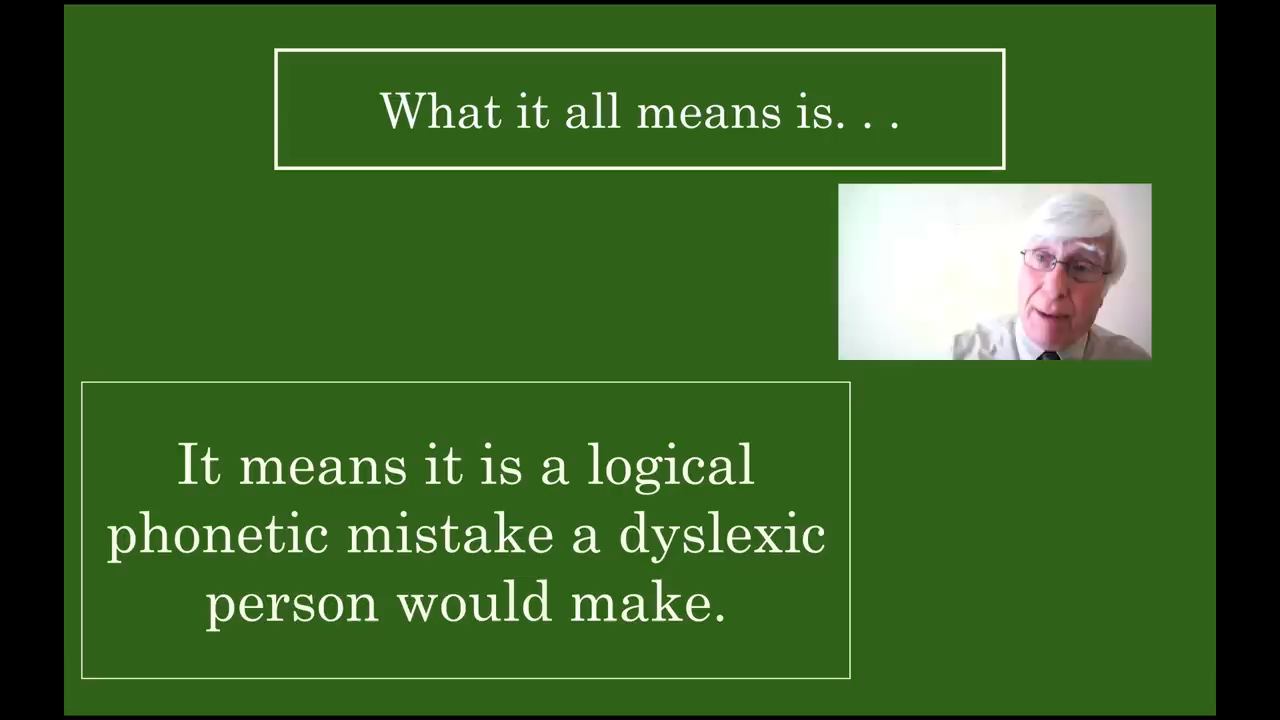 What it all means is. . .
It means it is a logical
phonetic mistake a dyslexic
person would make.